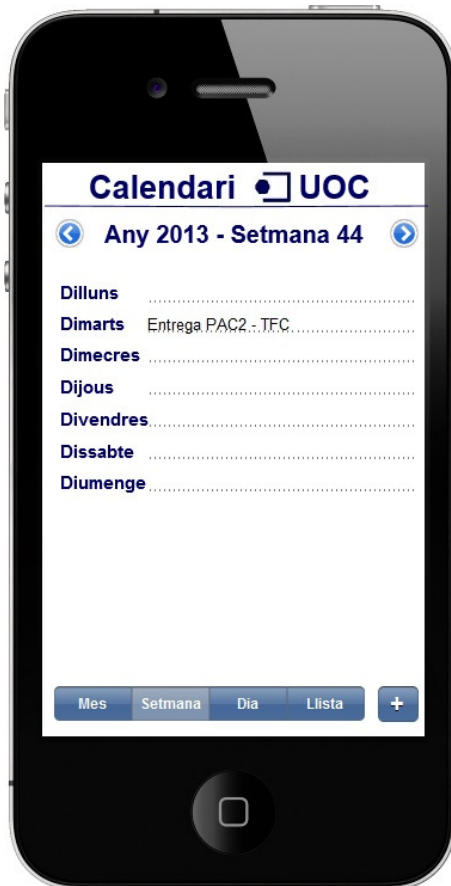 Calendari UOC
Any 2013 - Setmana 44
Dilluns
Dimarts Entrega PAC2 - TFC
Dimecres
Dijous
Divendres
Dissabte
Diumenge
Mes Setmana Dia Llista +